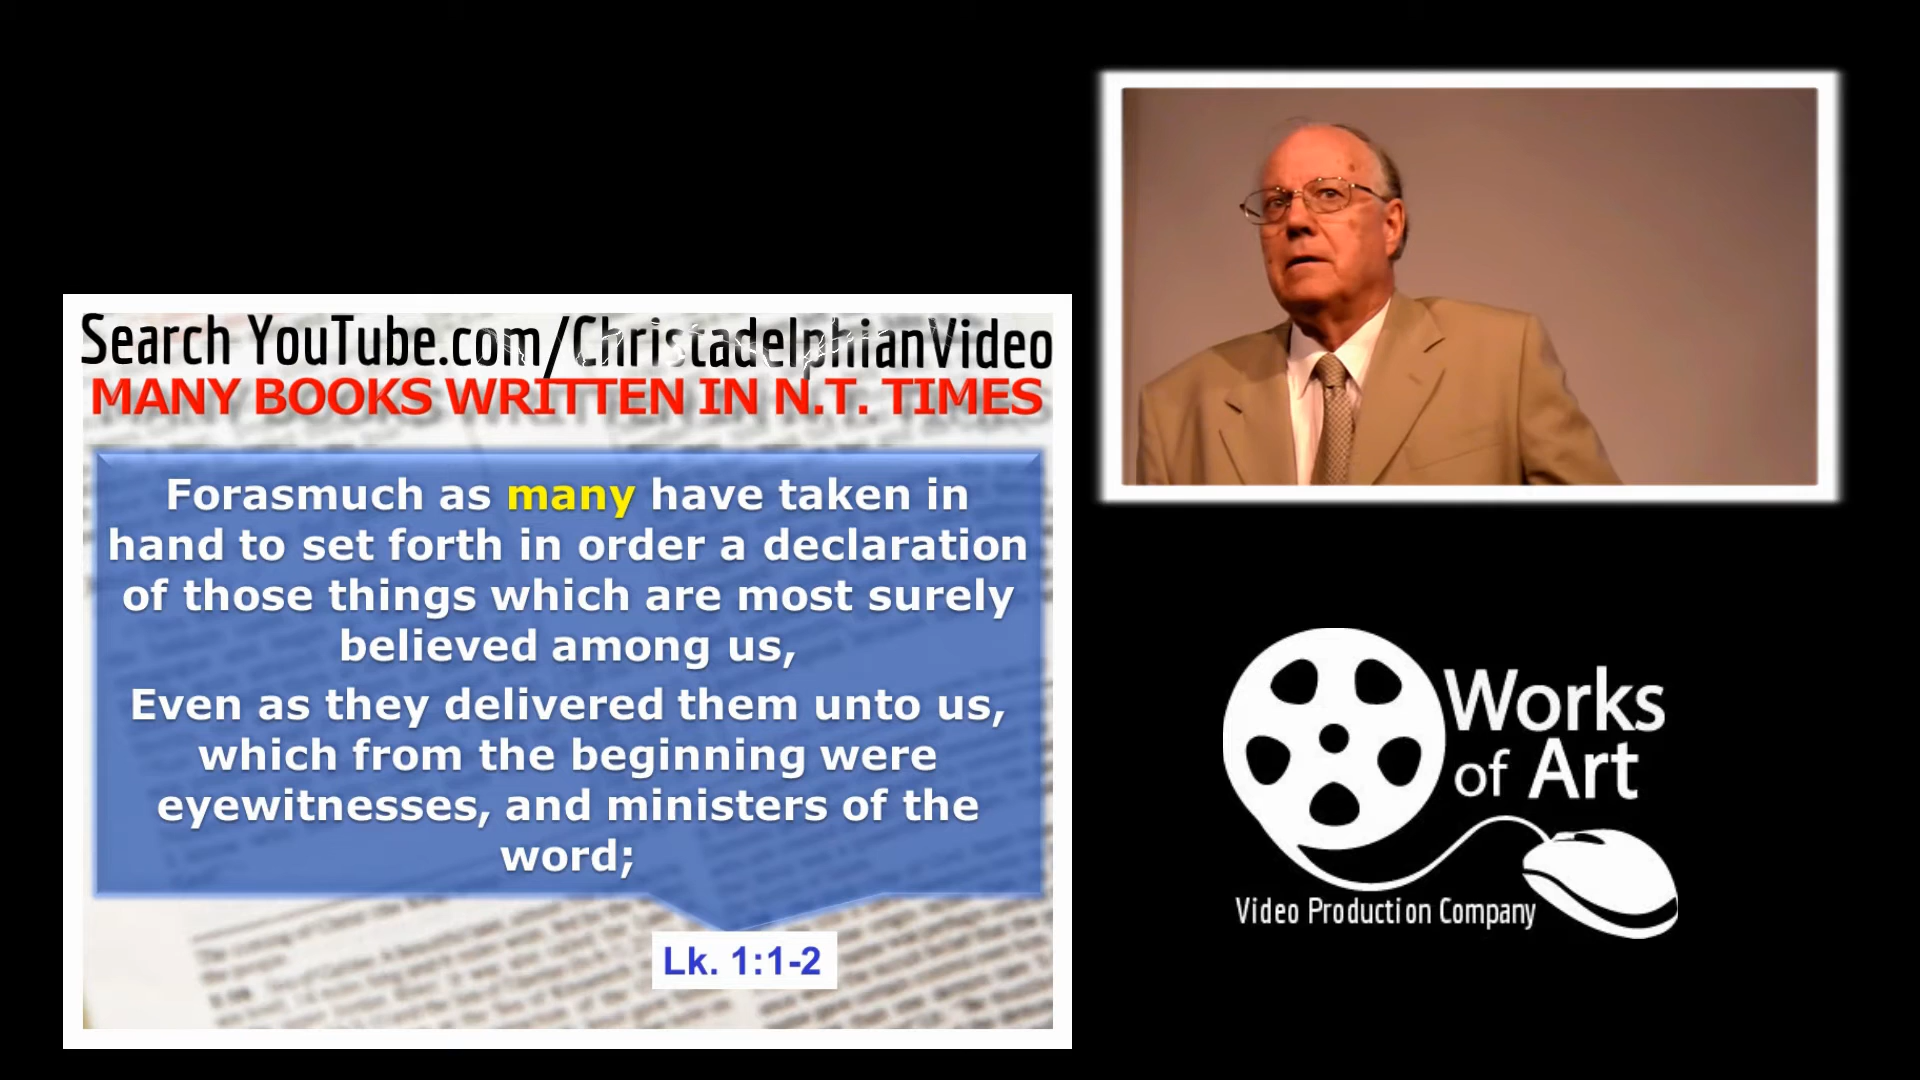 Search YouTube.com/ChristadelphianVideo
MANY BOOKS WRITTEN IN N.T. TIMES
Forasmuch as many have taken in
hand to set forth in order a declaration
of those things which are most surely
believed among us,
Even as they delivered them unto us,
which from the beginning were
eyewitnesses, and ministers of the
word;
Lk. 1:1-2
Works
of Art
Video Production Company